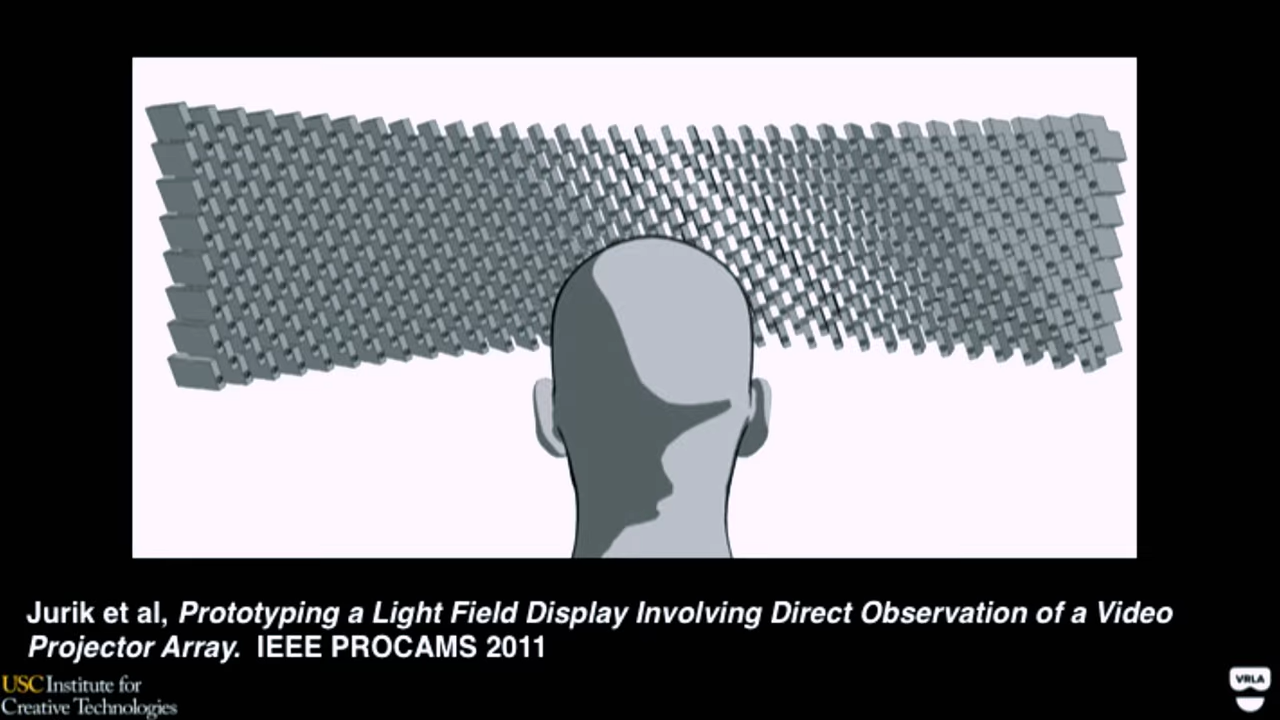 Jurik et al, Prototyping a Light Field Display Involving Direct Observation of a Video
Projector Array. IEEE PROCAMS 2011
USC Institute for
Creative Technologies
VRLA